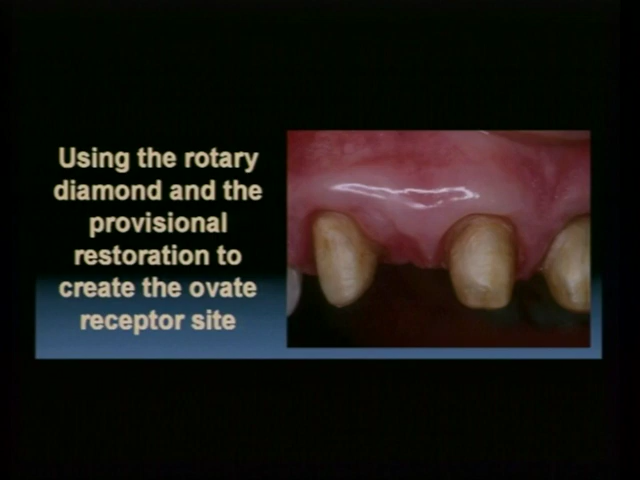 Using the rotary
diamond and the
provisional
restoration to
create the ovate
receptor site